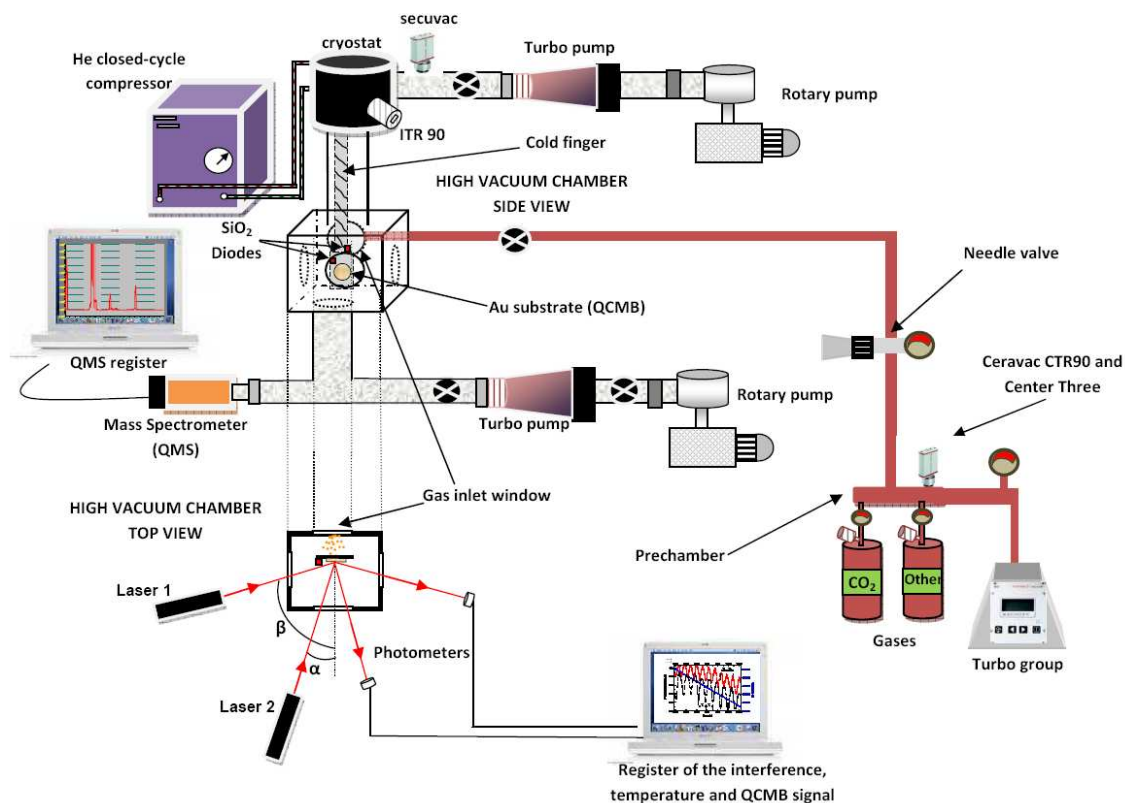 secuvac
cryostat
Turbo pump
He closed-cycle
compressor
Rotary pump
ITR 90
Cold finger
HIGH VACUUM CHAMBER
SIDE VIEW
SiO₂
Diodes
Needle valve
Au substrate (QCMB)
QMS register
Ceravac CTR90 and
Center Three
Mass Spectrometer
(QMS)
Turbo pump
Rotary pump
Gas inlet window
HIGH VACUUM CHAMBER
TOP VIEW
Prechamber
Laser 1
CO₂
Other
β
Gases
Photometers
α
Turbo group
Laser 2
Register of the interference,
temperature and QCMB signal